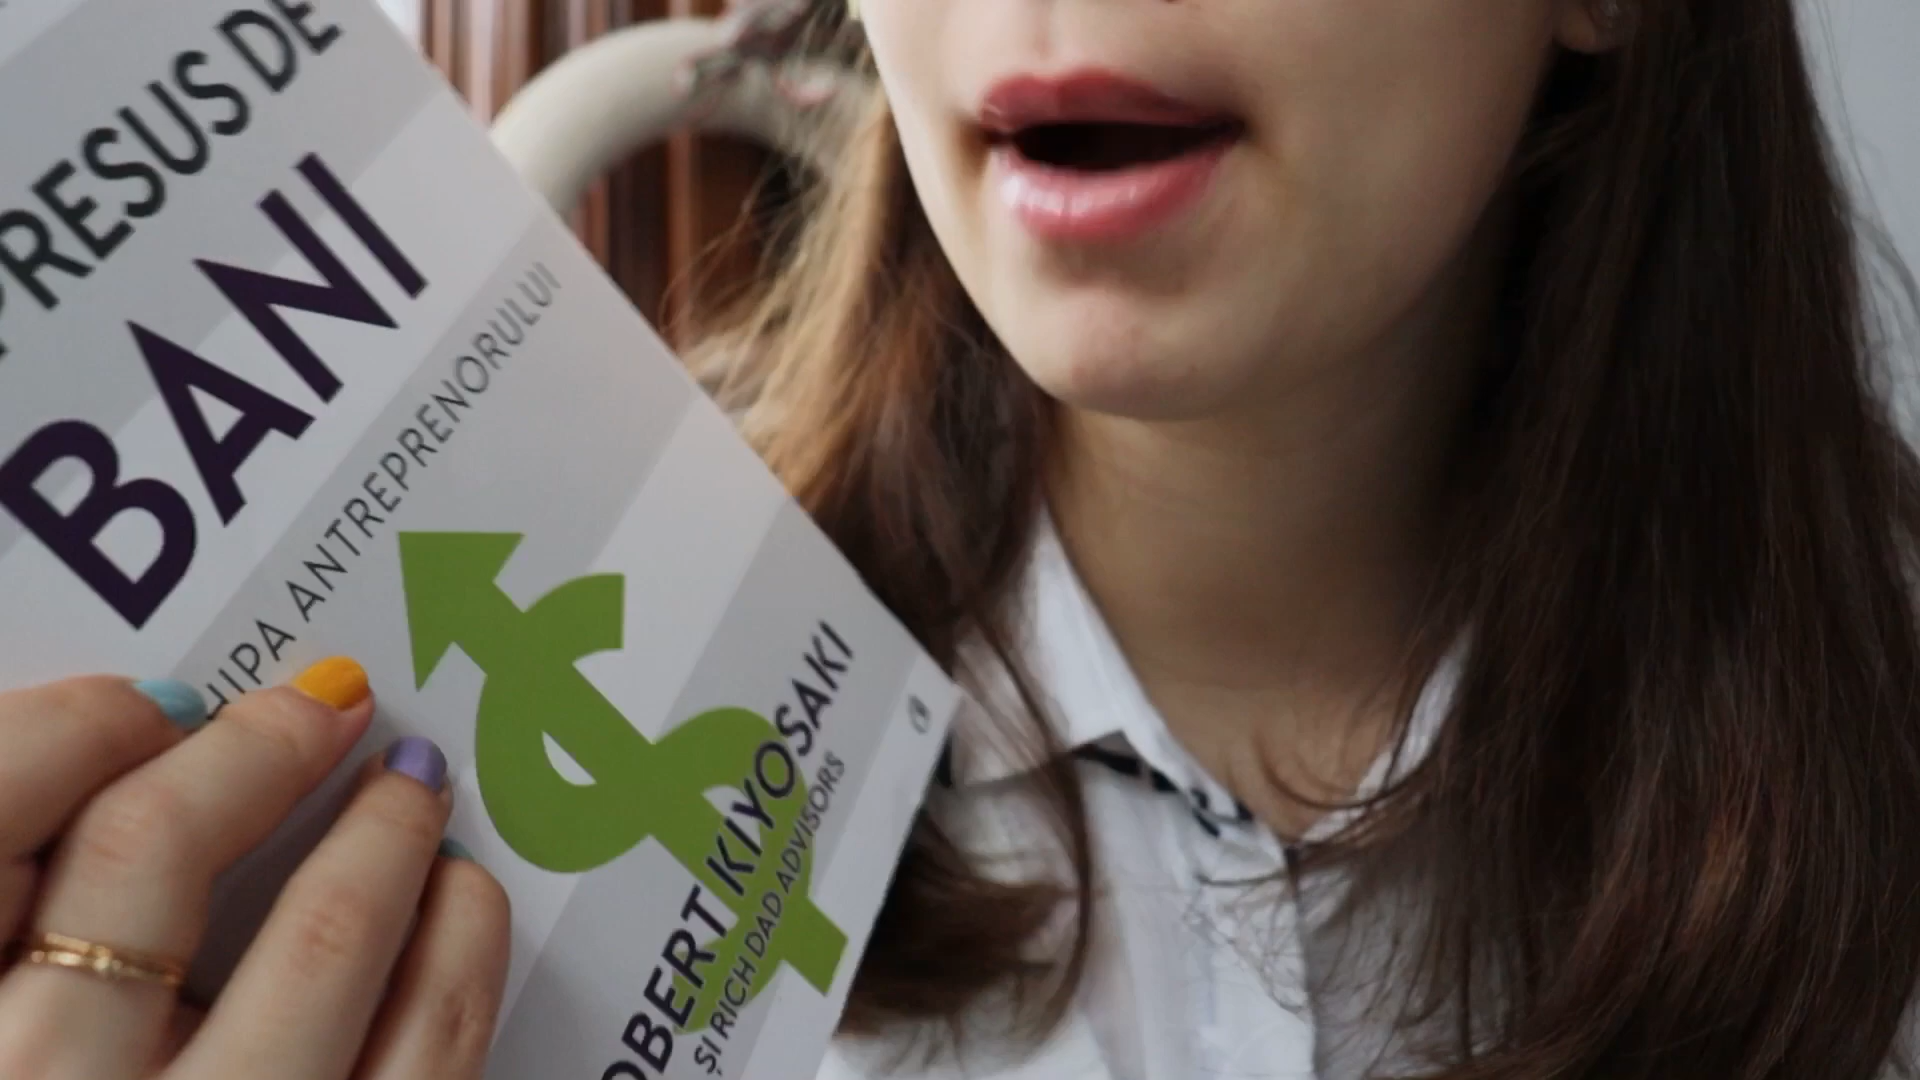 PRESUS DE
BANI
HIPA ANTREPRENORULUI
OBERT KIYOSAKI
ȘI RICH DAD ADVISORS